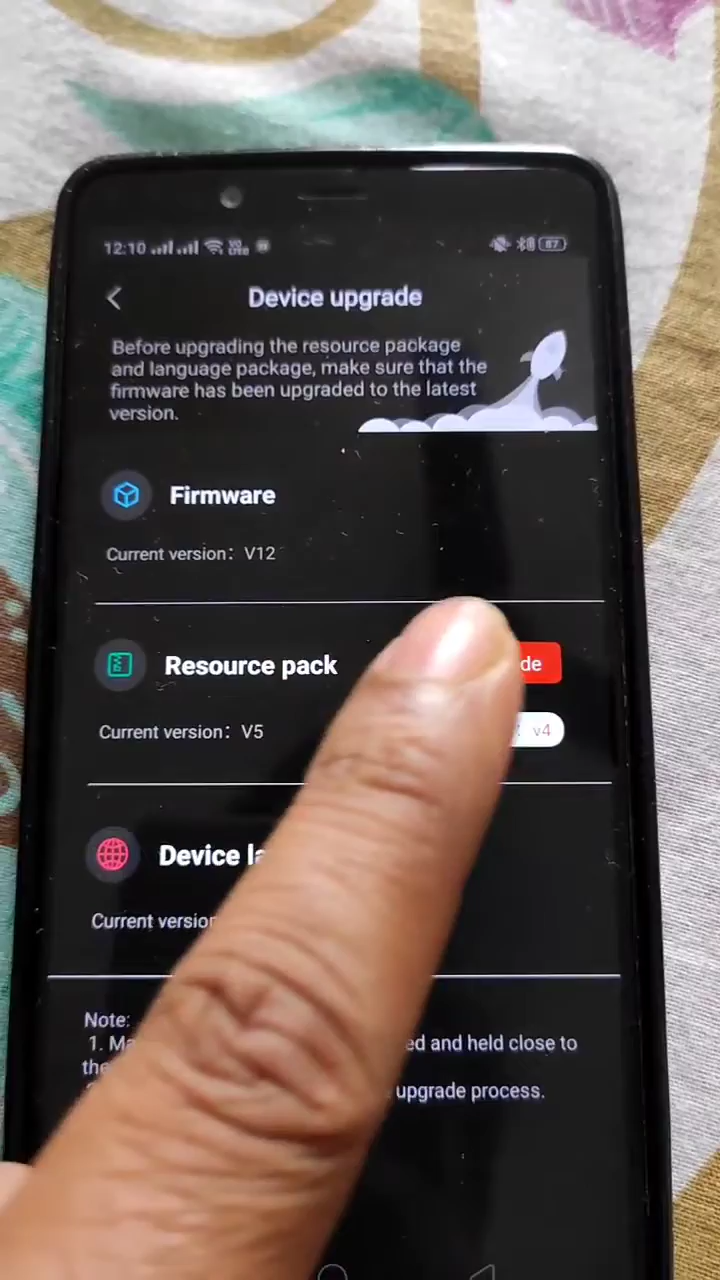 12:10
87
Device upgrade
Before upgrading the resource package
and language package, make sure that the
firmware has been upgraded to the latest
version.
Firmware
Current version: V12
Resource pack
de
Current version: V5
v4
Device la
Current version
Note:
1. Ma ed and held close to
the
upgrade process.